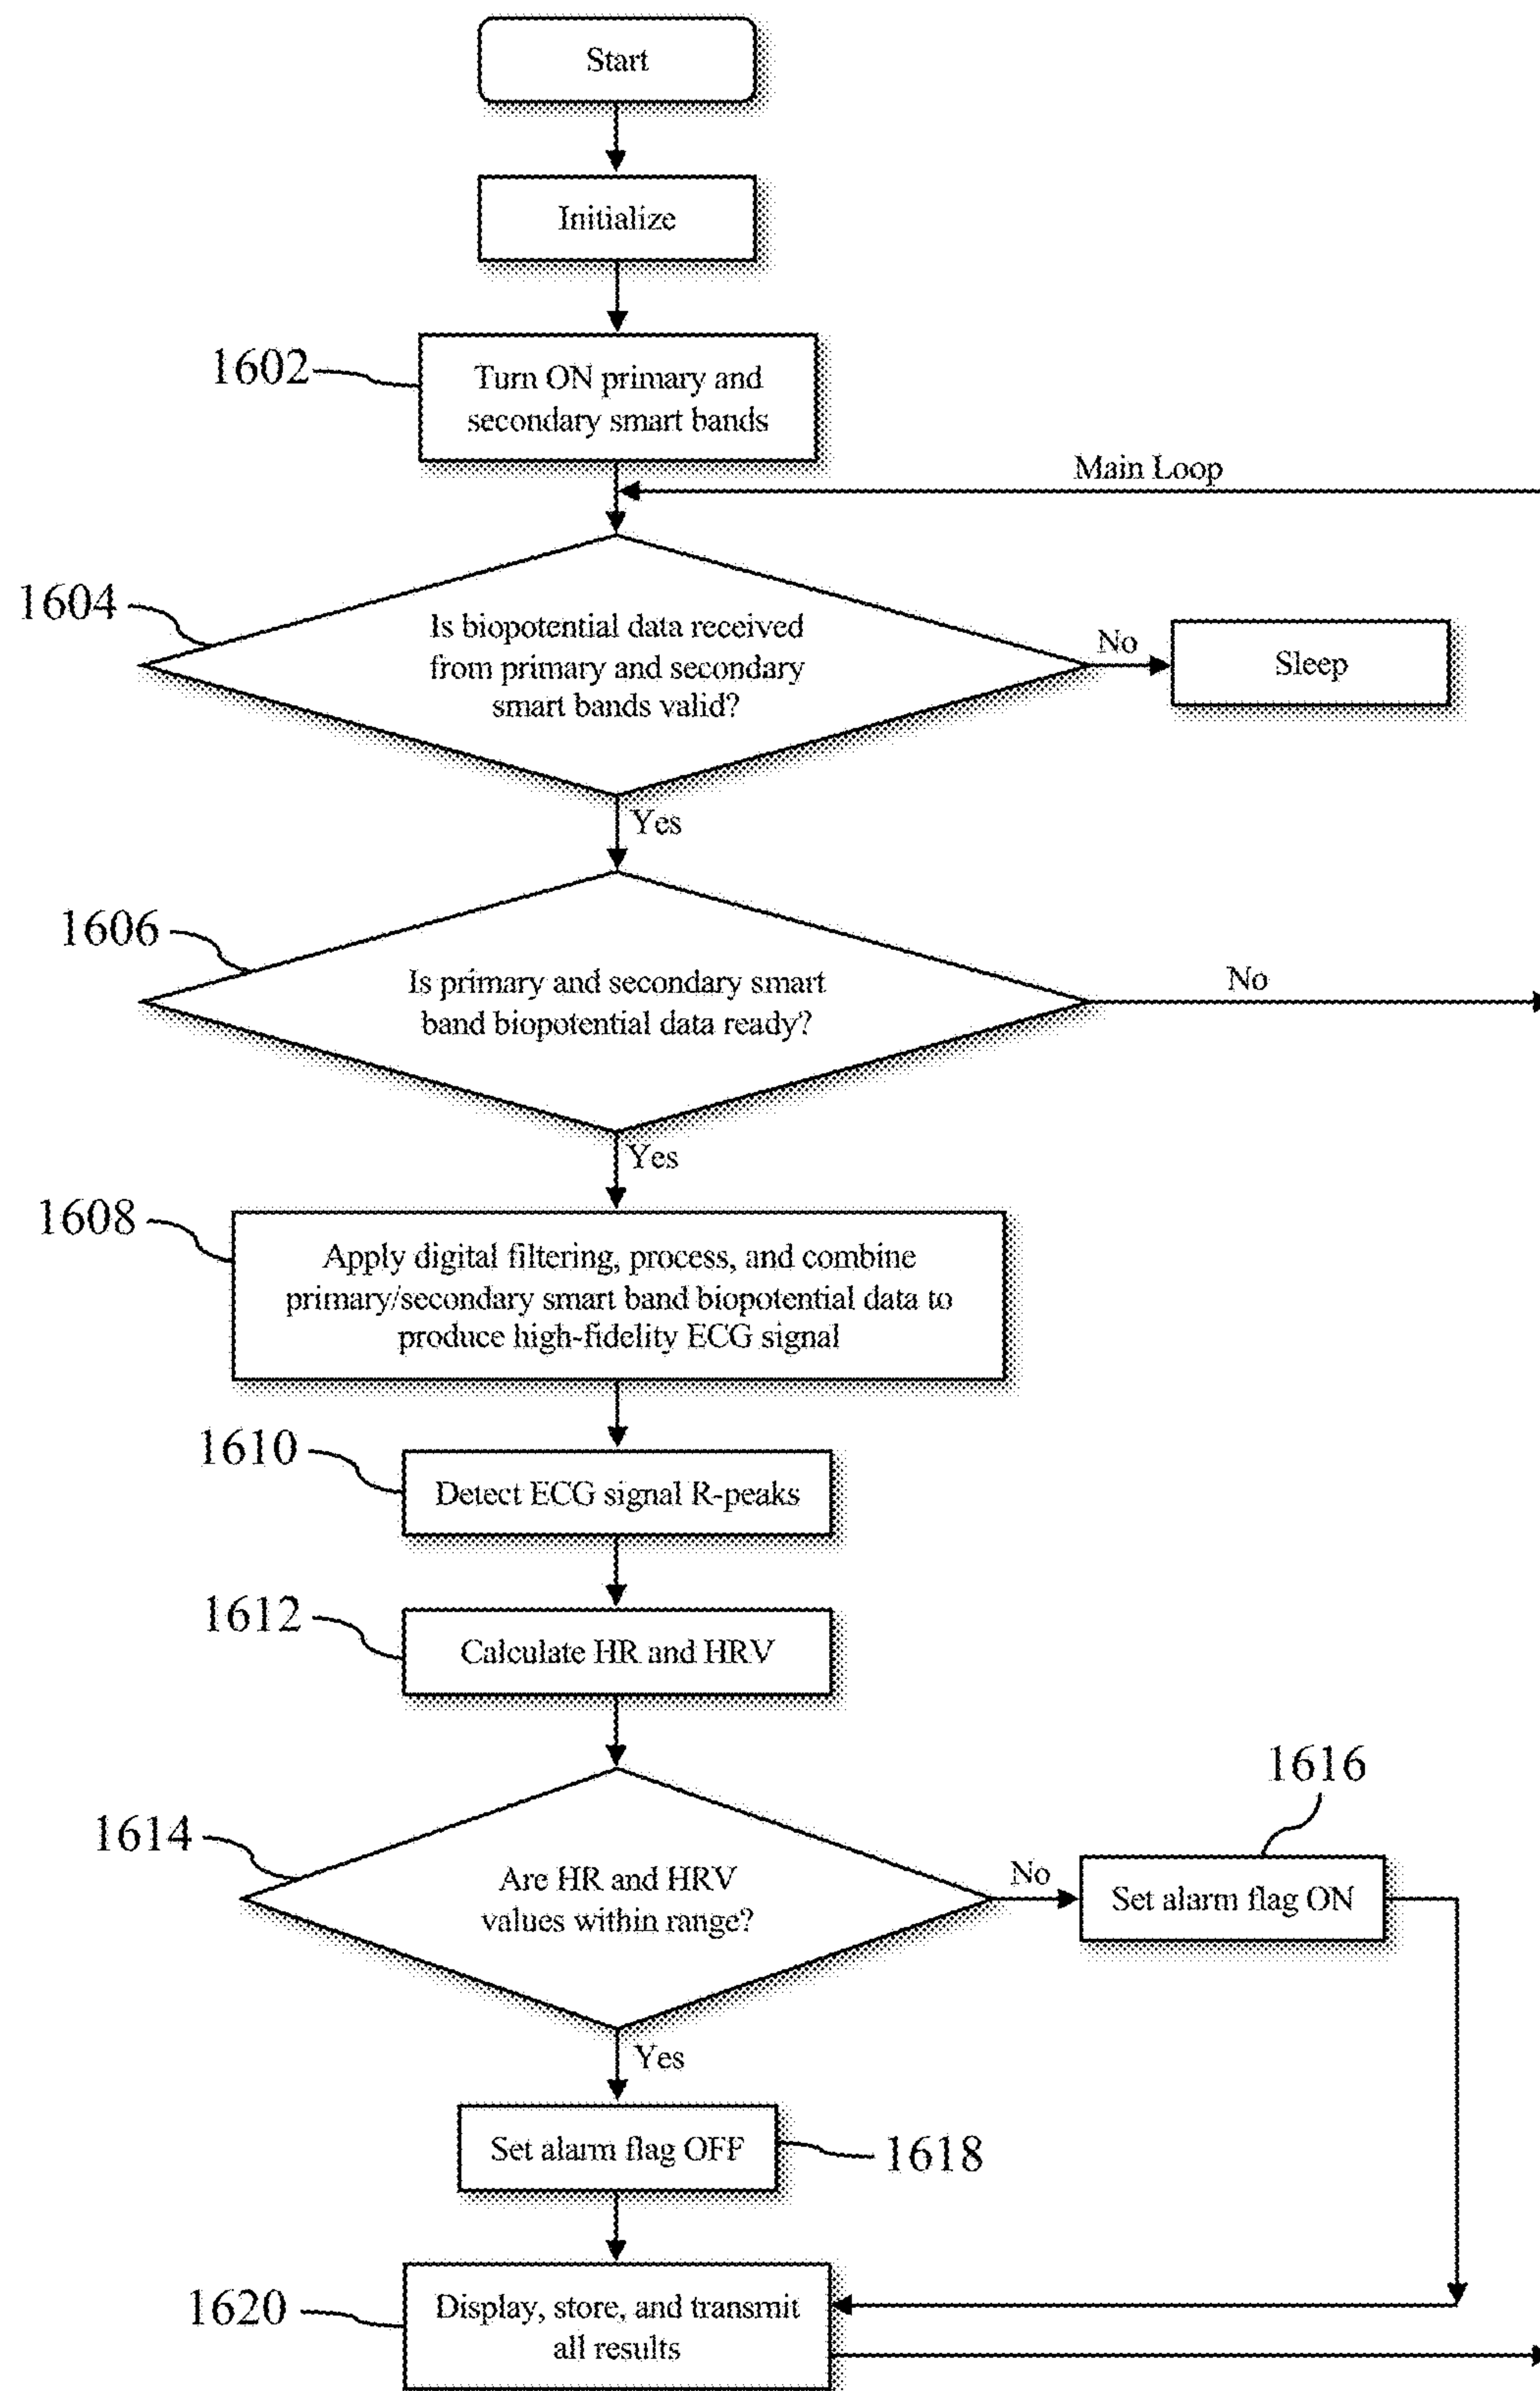 Start
Initialize
1602
Turn ON primary and
secondary smart bands
Main Loop
1604
Is biopotential data received
from primary and secondary
smart bands valid?
No
Sleep
Yes
1606
Is primary and secondary smart
band biopotential data ready?
No
Yes
1608
Apply digital filtering, process, and combine
primary/secondary smart band biopotential data to
produce high-fidelity ECG signal
1610
Detect ECG signal R-peaks
1612
Calculate HR and HRV
1614
Are HR and HRV
values within range?
No
1616
Set alarm flag ON
Yes
Set alarm flag OFF
1618
1620
Display, store, and transmit
all results